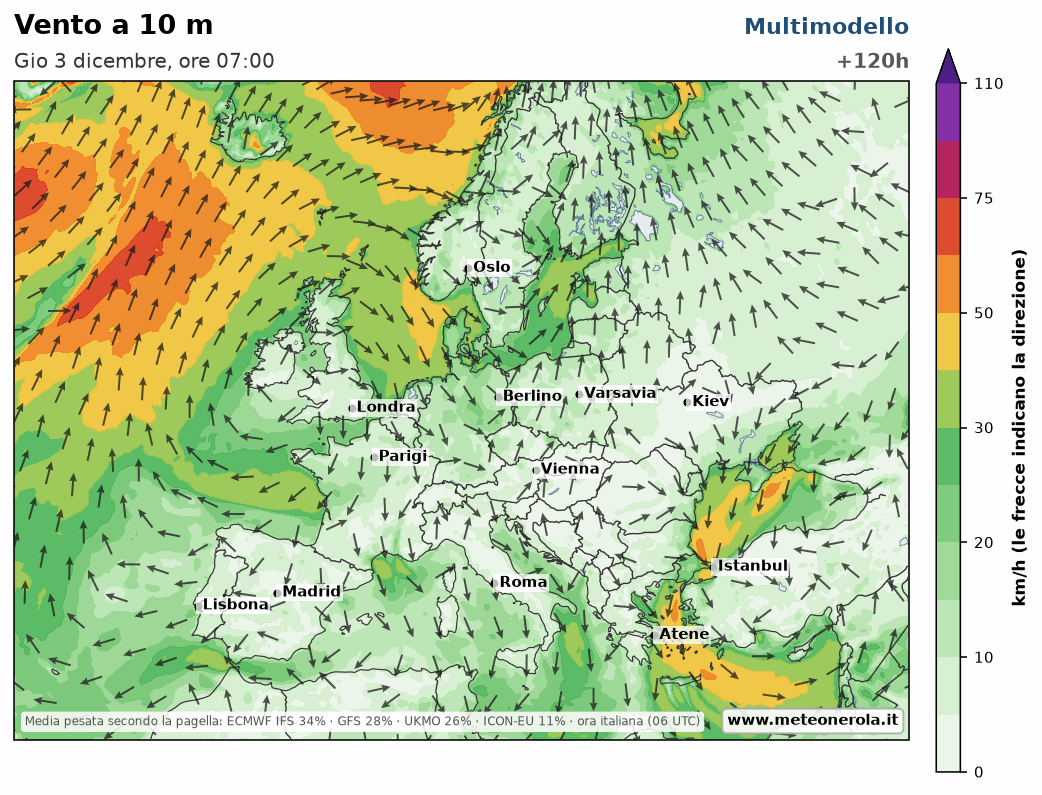 Vento a 10 m
Multimodello
Gio 3 dicembre, ore 07:00
+120h
110
75
50
30
20
10
0
km/h (le frecce indicano la direzione)
Oslo
Berlino
Varsavia
Kiev
Londra
Parigi
Vienna
Istanbul
Roma
Madrid
Lisbona
Atene
Media pesata secondo la pagella: ECMWF IFS 34% · GFS 28% · UKMO 26% · ICON-EU 11% · ora italiana (06 UTC)
www.meteonerola.it